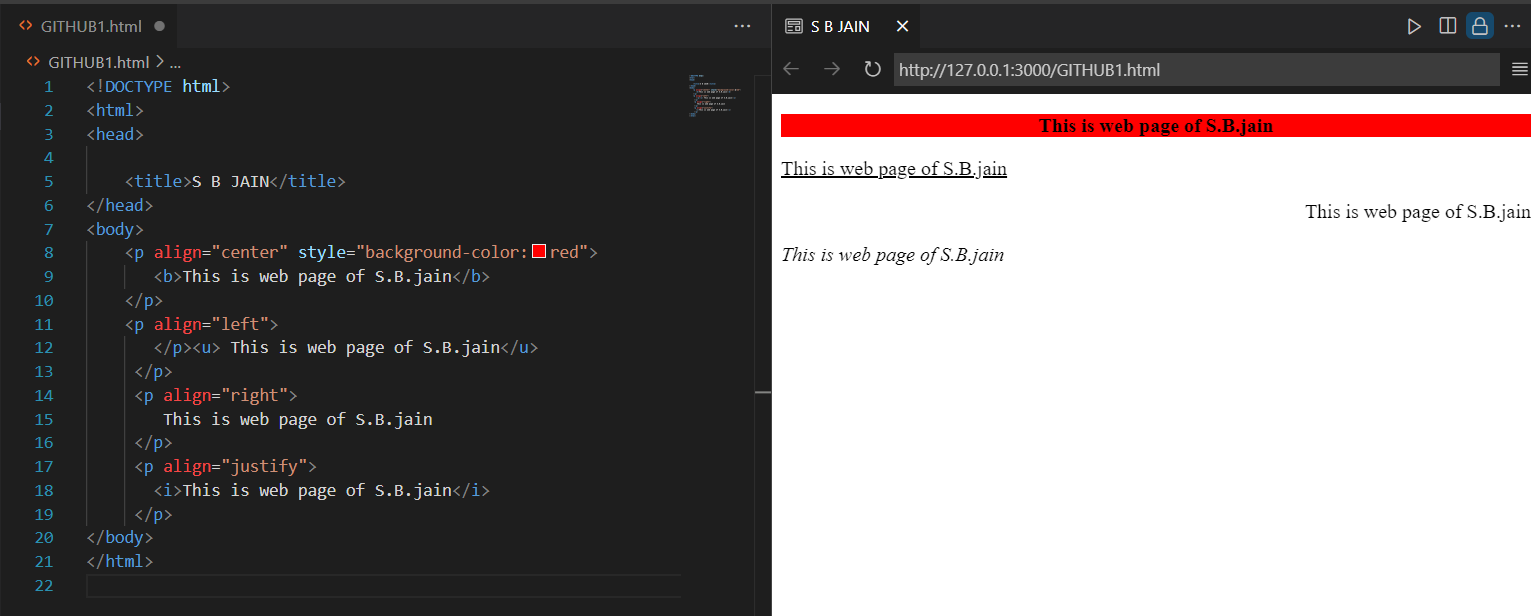 GITHUB1.html
GITHUB1.html > ...
1 <!DOCTYPE html>
2 <html>
3 <head>
4
5 <title>S B JAIN</title>
6 </head>
7 <body>
8 <p align="center" style="background-color:red">
9 <b>This is web page of S.B.jain</b>
10 </p>
11 <p align="left">
12 </p><u> This is web page of S.B.jain</u>
13 </p>
14 <p align="right">
15 This is web page of S.B.jain
16 </p>
17 <p align="justify">
18 <i>This is web page of S.B.jain</i>
19 </p>
20 </body>
21 </html>
22
S B JAIN
http://127.0.0.1:3000/GITHUB1.html
This is web page of S.B.jain
This is web page of S.B.jain
This is web page of S.B.jain
This is web page of S.B.jain